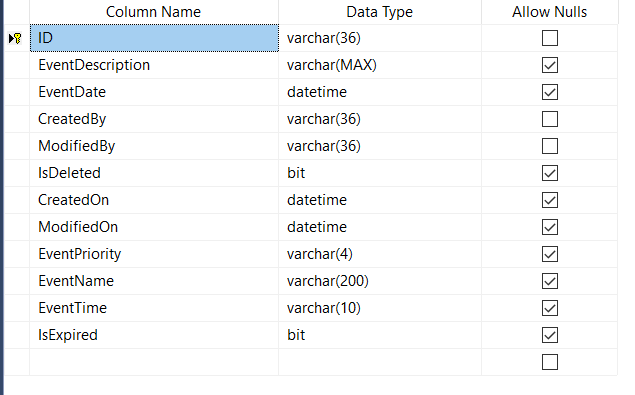 Column Name Data Type Allow Nulls
ID varchar(36)
EventDescription varchar(MAX)
EventDate datetime
CreatedBy varchar(36)
ModifiedBy varchar(36)
IsDeleted bit
CreatedOn datetime
ModifiedOn datetime
EventPriority varchar(4)
EventName varchar(200)
EventTime varchar(10)
IsExpired bit